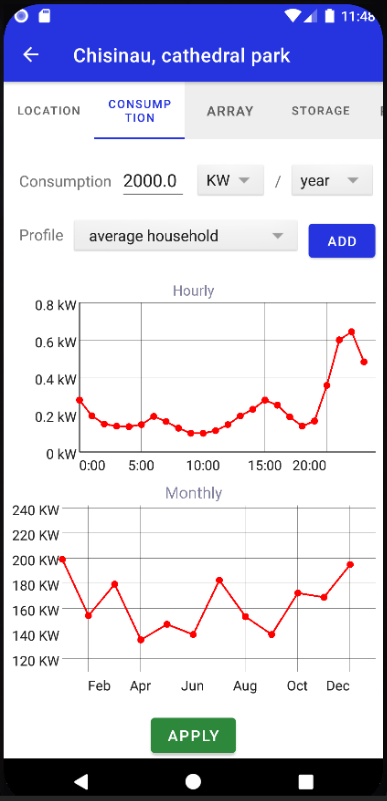 11:48
Chisinau, cathedral park
LOCATION
CONSUMP
TION
ARRAY
STORAGE
Consumption 2000.0 KW / year
Profile average household ADD
Hourly
0.8 kW
0.6 kW
0.4 kW
0.2 kW
0 kW
0:00 5:00 10:00 15:00 20:00
Monthly
240 KW
220 KW
200 KW
180 KW
160 KW
140 KW
120 KW
Feb Apr Jun Aug Oct Dec
APPLY